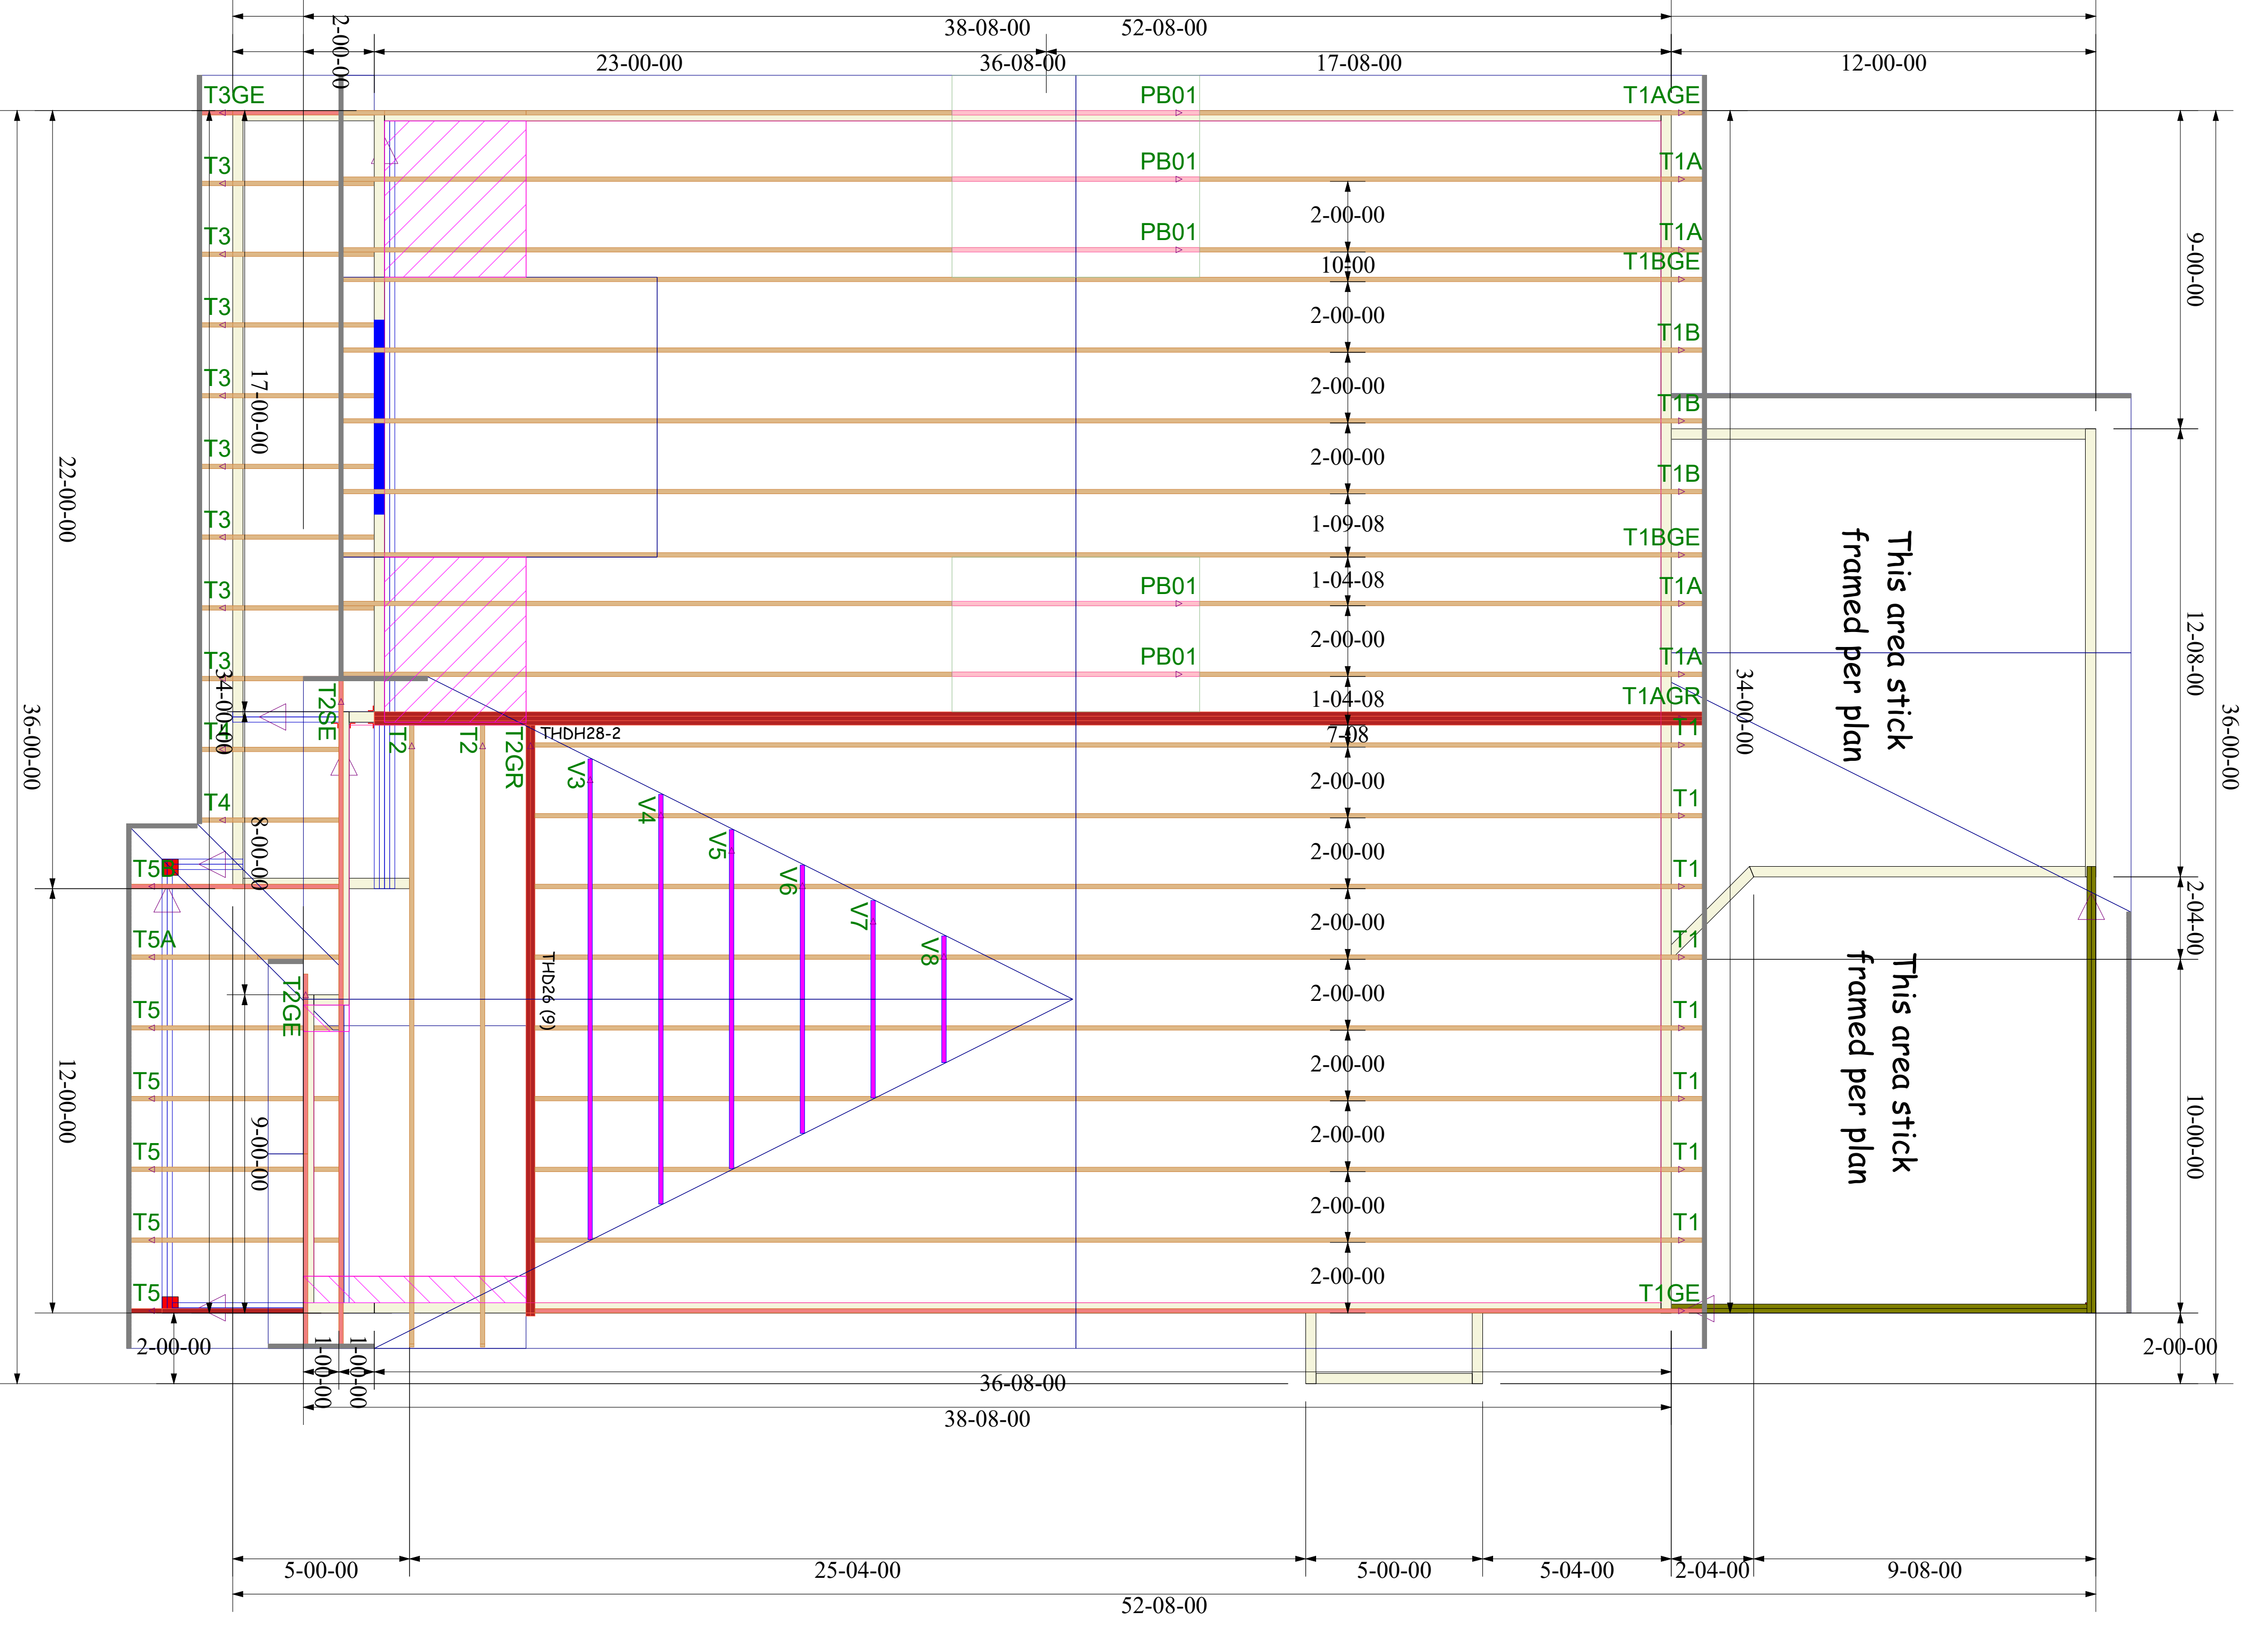 38-08-00 52-08-00
2-00-00 23-00-00 36-08-00 17-08-00 12-00-00
T3GE PB01 T1AGE
T3 PB01 T1A
2-00-00
T3 PB01 T1A
10-00 T1BGE
9-00-00
T3 2-00-00 T1B
T3 17-00-00 2-00-00 T1B
22-00-00
T3 2-00-00 T1B
T3 1-09-08 T1BGE
This area stick
framed per plan
T3 1-04-08 PB01 T1A
2-00-00 12-08-00
T3 PB01 T1A
34-00-00 T2SE 1-04-08 T1AGR 34-00-00
36-00-00 T2 T2 T2GR THDH28-2 7-08 T1 36-00-00
V3 2-00-00
T4 V4 T1
8-00-00 V5 2-00-00
V6 T1
V7 2-00-00 2-04-00
T5A V8 T1
THD26 (9) 2-00-00
T5 T2GE T1
This area stick
framed per plan
2-00-00
T5 T1
12-00-00 9-00-00 2-00-00 10-00-00
T5 T1
2-00-00
T5 T1
2-00-00
T5 T1GE
2-00-00 1-00-00 1-00-00 2-00-00
36-08-00
38-08-00
5-00-00 25-04-00 5-00-00 5-04-00 2-04-00 9-08-00
52-08-00